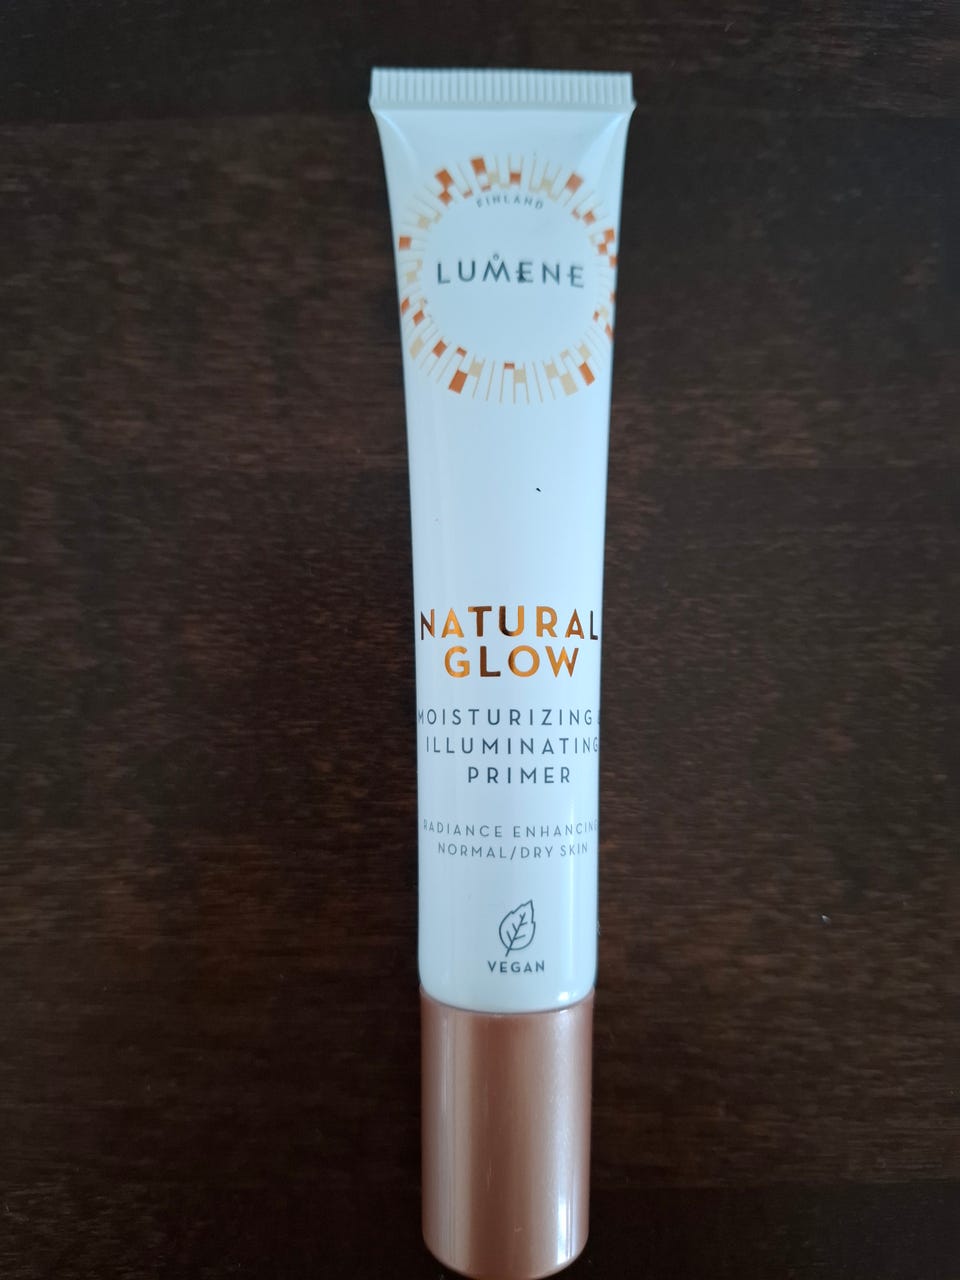 FINLAND
LUMENE
NATURAL
GLOW
MOISTURIZING &
ILLUMINATING
PRIMER
RADIANCE ENHANCING
NORMAL/DRY SKIN
VEGAN